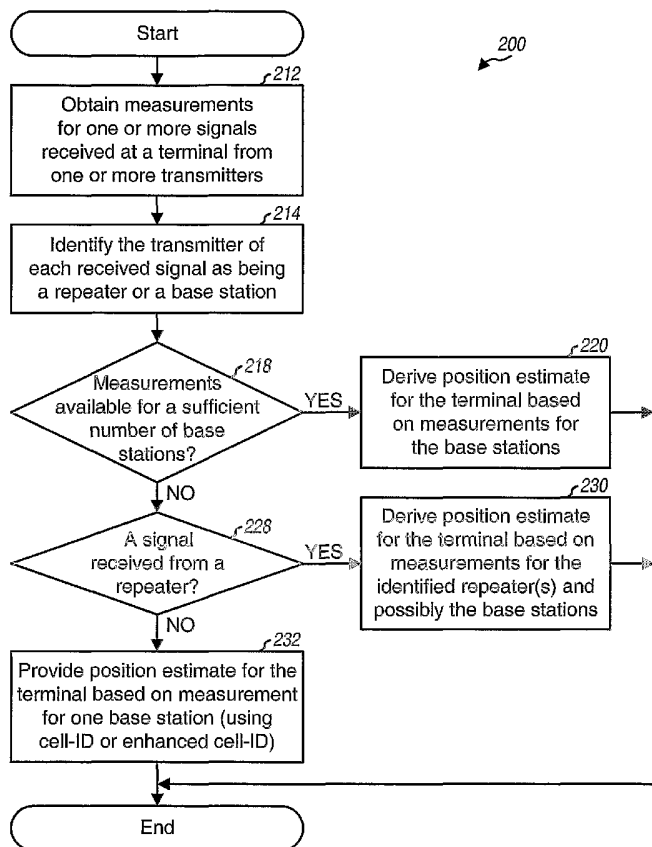 Start
200
212
Obtain measurements
for one or more signals
received at a terminal from
one or more transmitters
214
Identify the transmitter of
each received signal as being
a repeater or a base station
218
Measurements
available for a sufficient
number of base
stations?
YES
220
Derive position estimate
for the terminal based
on measurements for
the base stations
NO
228
A signal
received from a
repeater?
YES
230
Derive position estimate
for the terminal based on
measurements for the
identified repeater(s) and
possibly the base stations
NO
232
Provide position estimate for the
terminal based on measurement
for one base station (using
cell-ID or enhanced cell-ID)
End